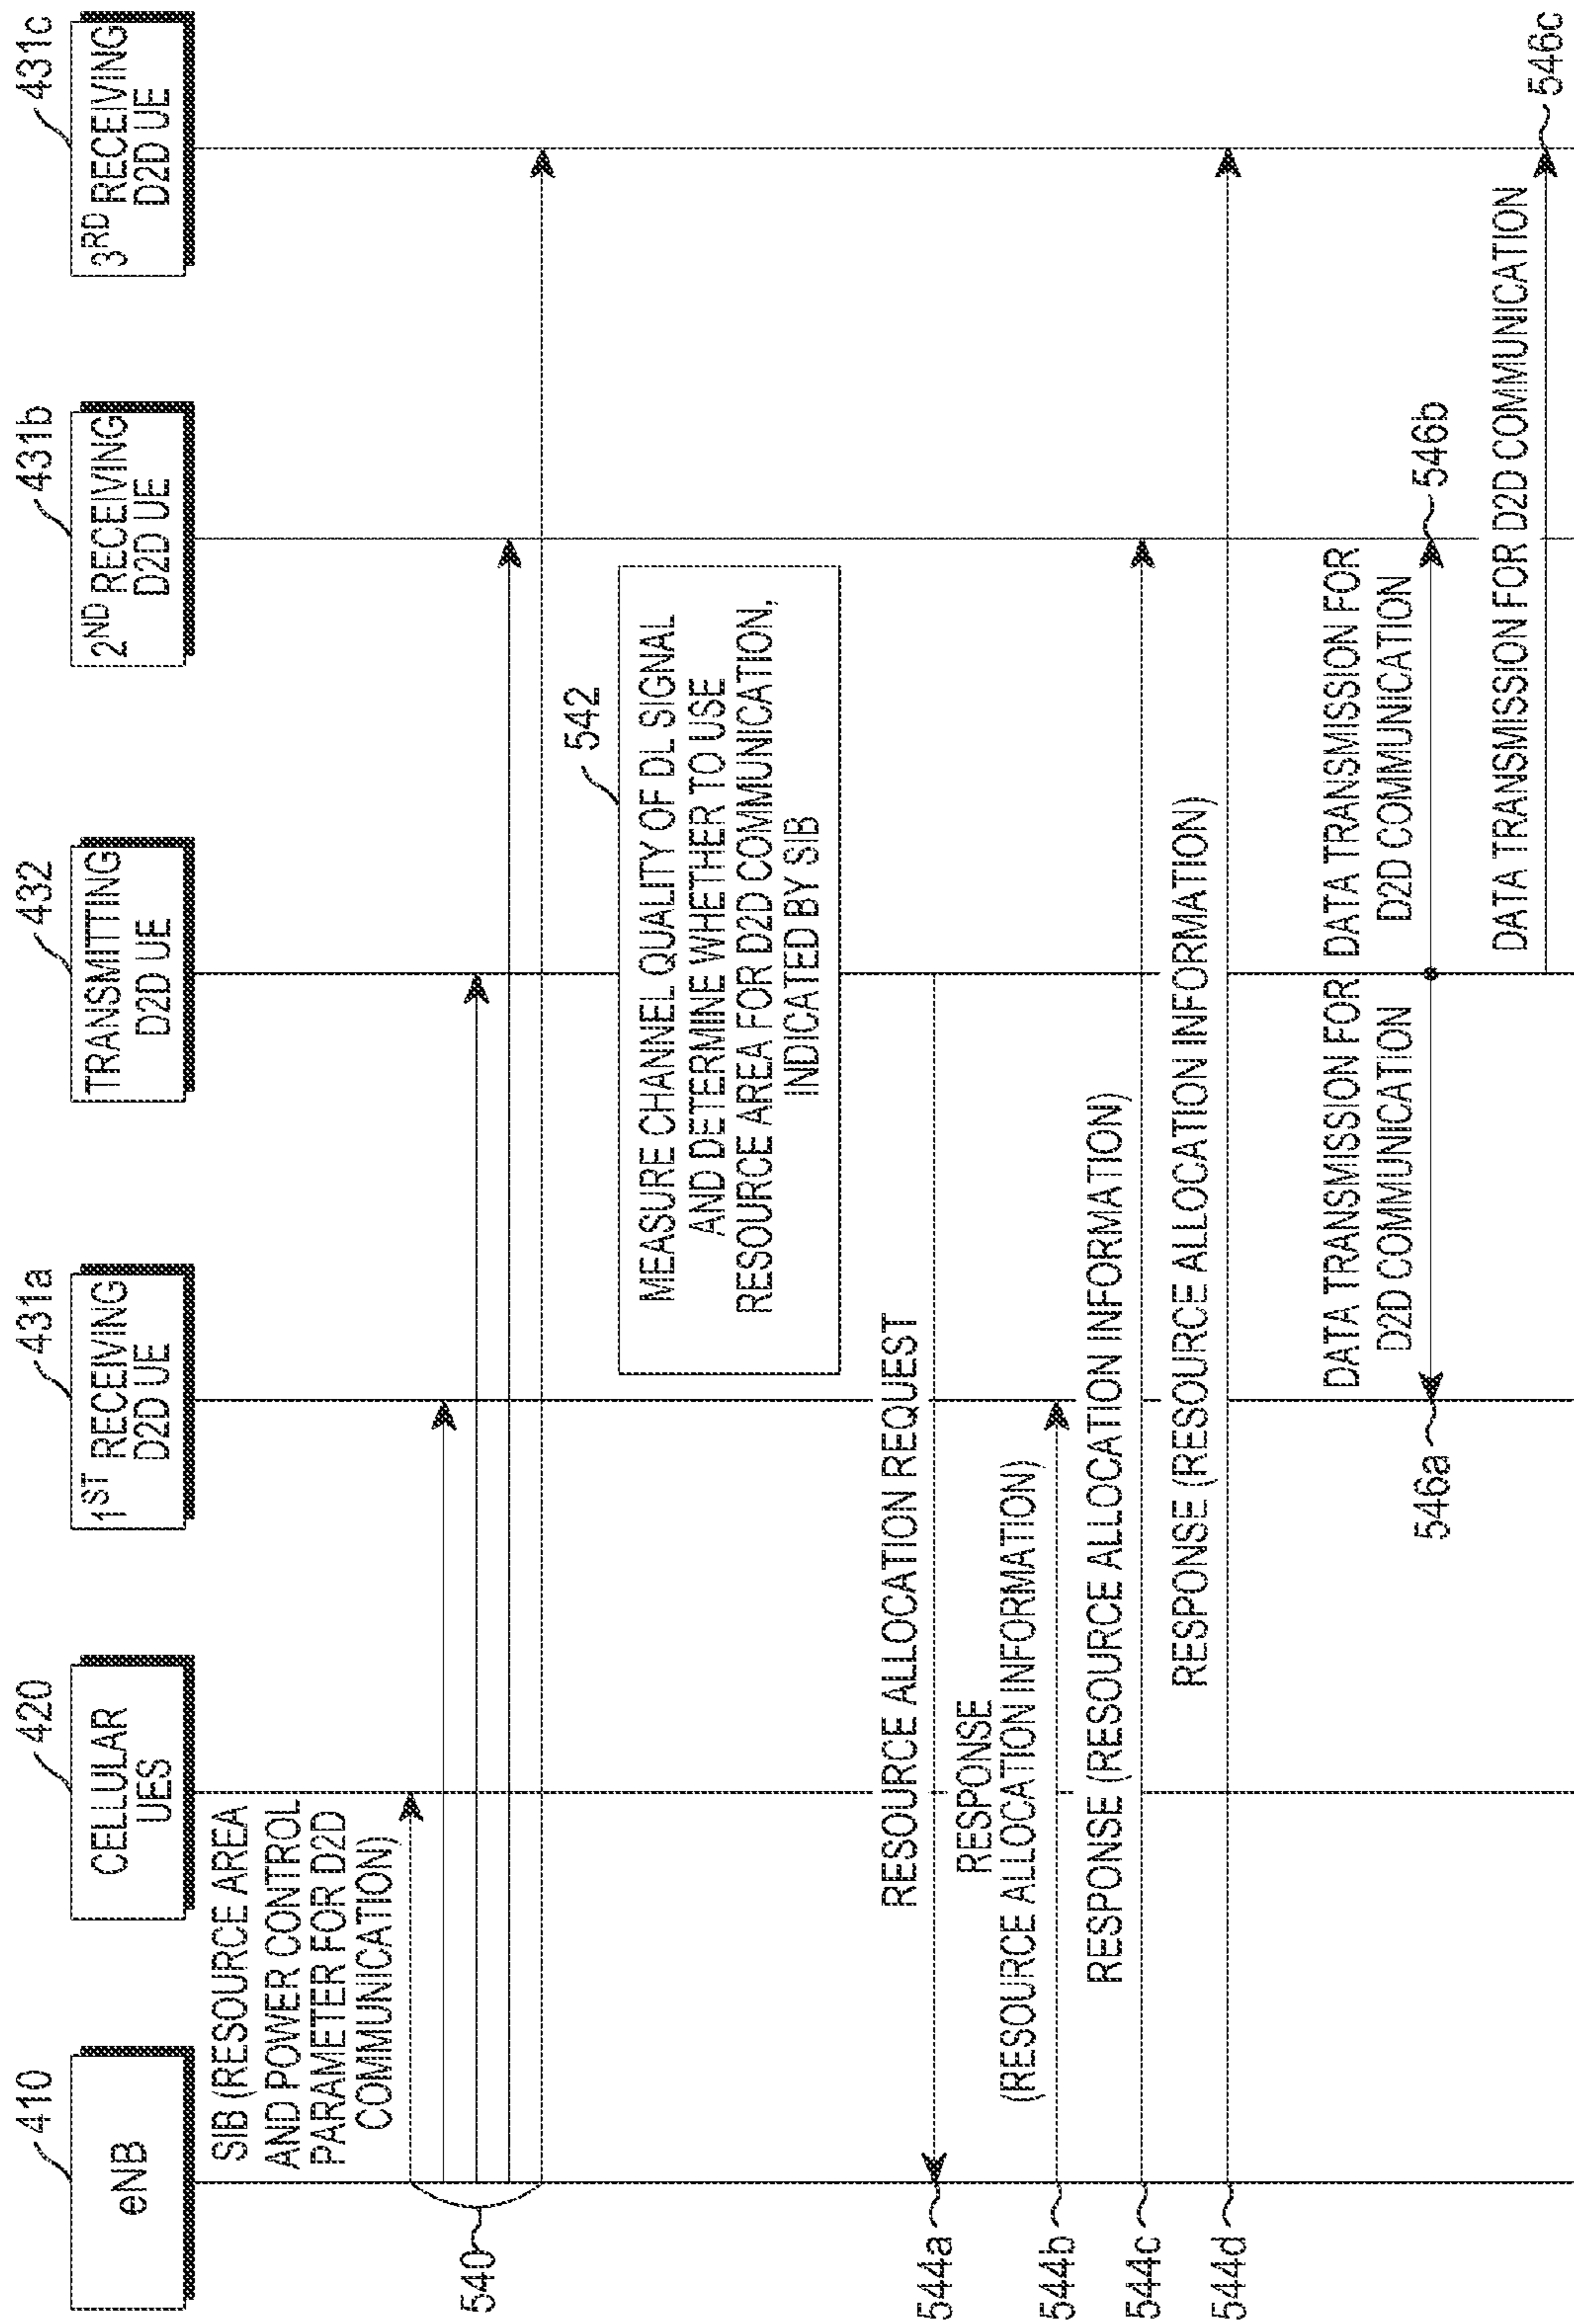 410
eNB
420
CELLULAR
UES
431a
1ST RECEIVING
D2D UE
432
TRANSMITTING
D2D UE
431b
2ND RECEIVING
D2D UE
431c
3RD RECEIVING
D2D UE
SIB (RESOURCE AREA
AND POWER CONTROL
PARAMETER FOR D2D
COMMUNICATION)
540
542
MEASURE CHANNEL QUALITY OF DL SIGNAL
AND DETERMINE WHETHER TO USE
RESOURCE AREA FOR D2D COMMUNICATION,
INDICATED BY SIB
RESOURCE ALLOCATION REQUEST
544a
RESPONSE
(RESOURCE ALLOCATION INFORMATION)
544b
RESPONSE (RESOURCE ALLOCATION INFORMATION)
544c
RESPONSE (RESOURCE ALLOCATION INFORMATION)
544d
DATA TRANSMISSION FOR
D2D COMMUNICATION
546a
DATA TRANSMISSION FOR
D2D COMMUNICATION
546b
DATA TRANSMISSION FOR D2D COMMUNICATION
546c